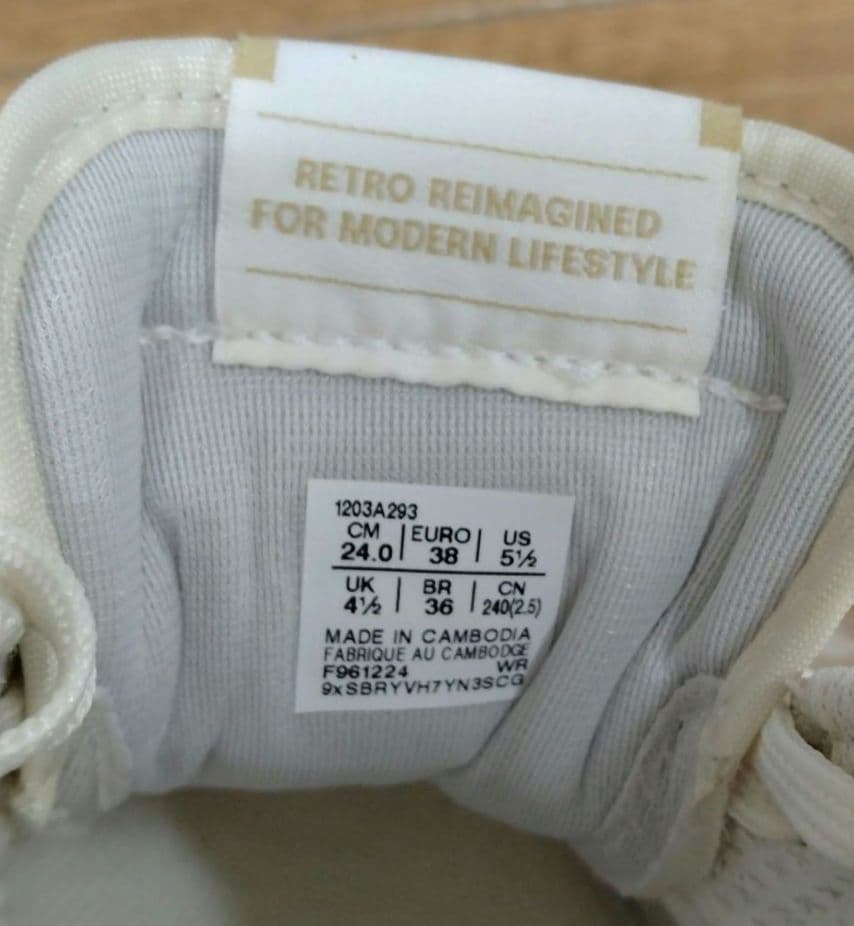 RETRO REIMAGINED
FOR MODERN LIFESTYLE
1203A293
CM | EURO | US
24.0 | 38 | 5½
UK | BR | CN
4½ | 36 | 240(2.5)
MADE IN CAMBODIA
FABRIQUE AU CAMBODGE
F961224 WR
9xSBRYVH7YN3SCG